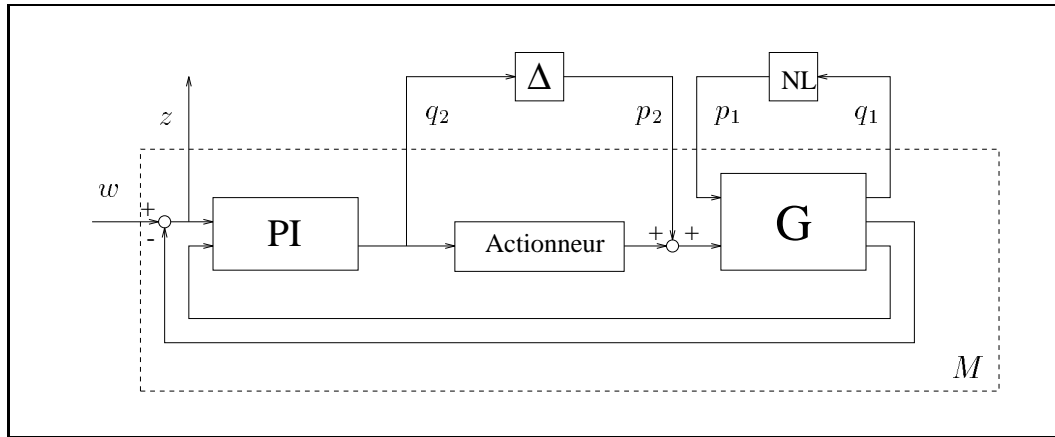 Δ
NL
z
q₂
p₂
p₁
q₁
w
+
-
PI
Actionneur
+
+
G
M